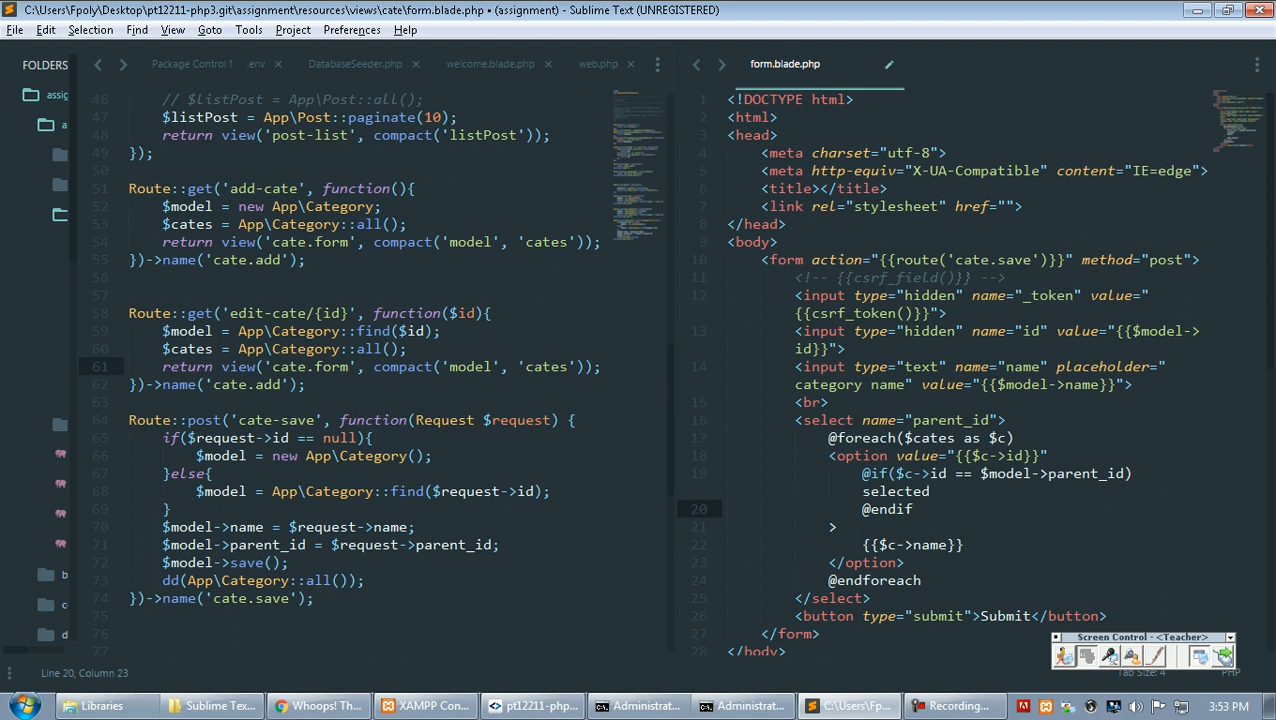 C:\Users\Fpoly\Desktop\pt12211-php3.git\assignment\resources\views\cate\form.blade.php • (assignment) - Sublime Text (UNREGISTERED)
File Edit Selection Find View Goto Tools Project Preferences Help
FOLDERS
assig
a
b
c
d
Package Control M .env DatabaseSeeder.php welcome.blade.php web.php
46 // $listPost = App\Post::all();
47 $listPost = App\Post::paginate(10);
48 return view('post-list', compact('listPost'));
49 });
50
51 Route::get('add-cate', function(){
52 $model = new App\Category;
53 $cates = App\Category::all();
54 return view('cate.form', compact('model', 'cates'));
55 })->name('cate.add');
56
57
58 Route::get('edit-cate/{id}', function($id){
59 $model = App\Category::find($id);
60 $cates = App\Category::all();
61 return view('cate.form', compact('model', 'cates'));
62 })->name('cate.add');
63
64 Route::post('cate-save', function(Request $request) {
65 if($request->id == null){
66 $model = new App\Category();
67 }else{
68 $model = App\Category::find($request->id);
69 }
70 $model->name = $request->name;
71 $model->parent_id = $request->parent_id;
72 $model->save();
73 dd(App\Category::all());
74 })->name('cate.save');
75
76
form.blade.php
1 <!DOCTYPE html>
2 <html>
3 <head>
4 <meta charset="utf-8">
5 <meta http-equiv="X-UA-Compatible" content="IE=edge">
6 <title></title>
7 <link rel="stylesheet" href="">
8 </head>
9 <body>
10 <form action="{{route('cate.save')}}" method="post">
11 <!-- {{csrf_field()}} -->
12 <input type="hidden" name="_token" value="
{{csrf_token()}}">
13 <input type="hidden" name="id" value="{{$model->
id}}">
14 <input type="text" name="name" placeholder="
category name" value="{{$model->name}}">
15 <br>
16 <select name="parent_id">
17 @foreach($cates as $c)
18 <option value="{{$c->id}}"
19 @if($c->id == $model->parent_id)
selected
20 @endif
21 >
22 {{$c->name}}
23 </option>
24 @endforeach
25 </select>
26 <button type="submit">Submit</button>
27 </form>
28 </body>
Screen Control - <Teacher>
Line 20, Column 23
Tab Size: 4
PHP
Libraries
Sublime Tex...
Whoops! Th...
XAMPP Con...
pt12211-php...
Administrat...
Administrat...
C:\Users\Fp...
Recording...
3:53 PM